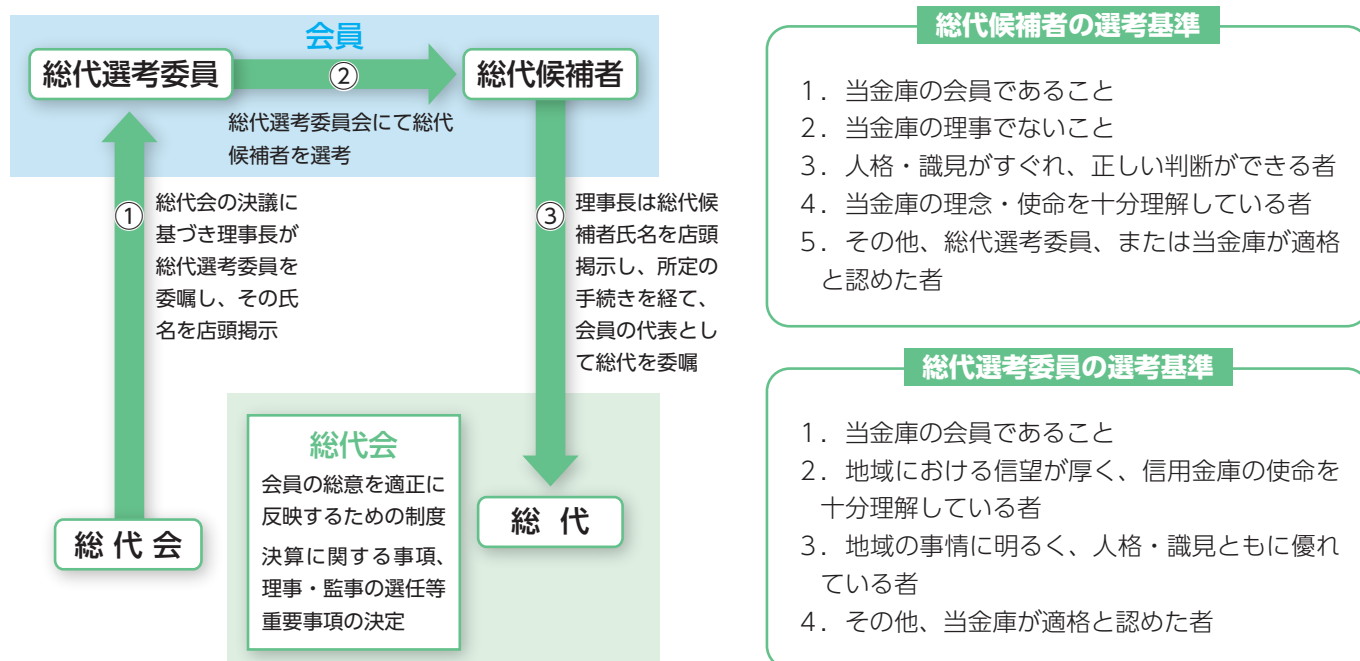 会員
総代選考委員
②
総代候補者
総代選考委員会にて総代
候補者を選考
①
総代会の決議に
基づき理事長が
総代選考委員を
委嘱し、その氏
名を店頭掲示
③
理事長は総代候
補者氏名を店頭
掲示し、所定の
手続きを経て、
会員の代表とし
て総代を委嘱
総代会
総代会
会員の総意を適正に
反映するための制度
決算に関する事項、
理事・監事の選任等
重要事項の決定
総代
総代候補者の選考基準
1．当金庫の会員であること
2．当金庫の理事でないこと
3．人格・識見がすぐれ、正しい判断ができる者
4．当金庫の理念・使命を十分理解している者
5．その他、総代選考委員、または当金庫が適格
と認めた者
総代選考委員の選考基準
1．当金庫の会員であること
2．地域における信望が厚く、信用金庫の使命を
十分理解している者
3．地域の事情に明るく、人格・識見ともに優れ
ている者
4．その他、当金庫が適格と認めた者